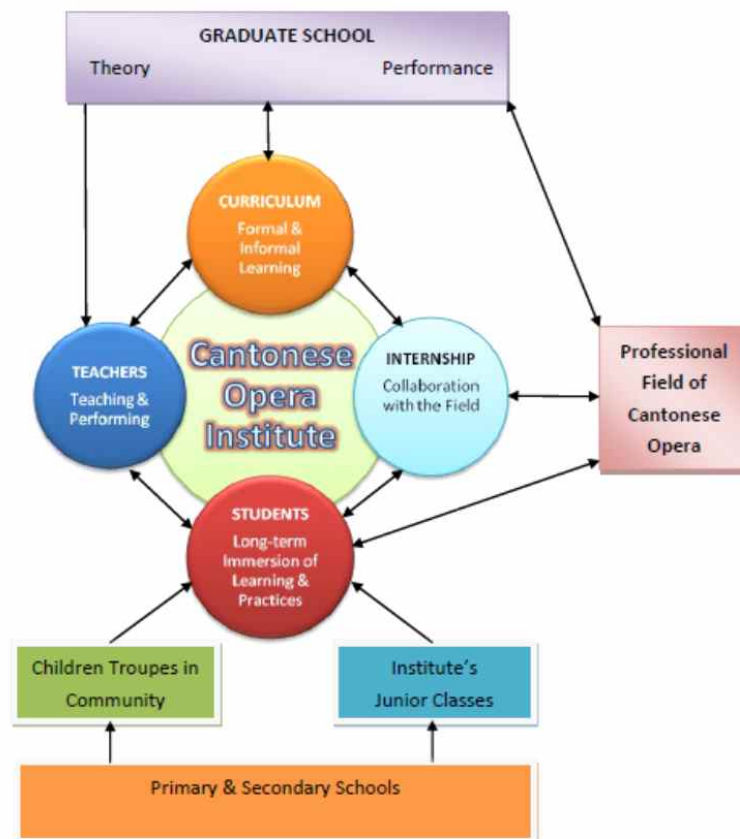 GRADUATE SCHOOL
Theory Performance
CURRICULUM
Formal &
Informal
Learning
TEACHERS
Teaching &
Performing
Cantonese
Opera
Institute
INTERNSHIP
Collaboration
with the Field
Professional
Field of
Cantonese
Opera
STUDENTS
Long-term
Immersion of
Learning &
Practices
Children Troupes in
Community
Institute's
Junior Classes
Primary & Secondary Schools